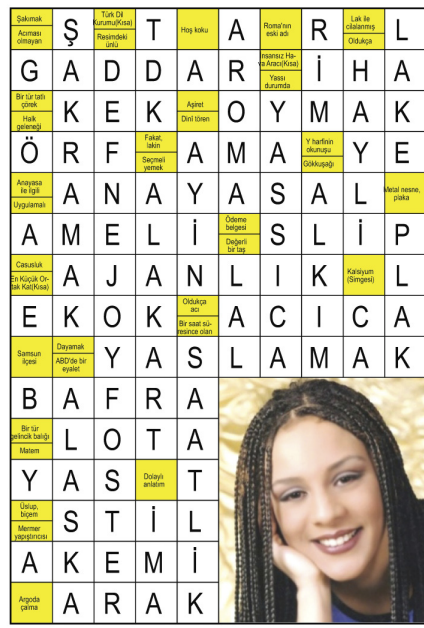 Şakımak
Acıması olmayan
Ş
Türk Dil Kurumu(Kısa)
Resimdeki ünlü
T
Hoş koku
A
Roma'nın eski adı
R
Lak ile cilalanmış
Oldukça
L
G A D D A R
İnsansız Hava Aracı(Kısa)
Yassı durumda
İ H A
Bir tür tatlı çörek
Halk geleneği
K E K
Aşiret
Dinî tören
O Y M A K
Ö R F
Fakat, lakin
Seçmeli yemek
A M A
Y harfinin okunuşu
Gökkuşağı
Y E
Anayasa ile ilgili
Uygulamalı
A N A Y A S A L
Metal nesne, plaka
A M E L İ
Ödeme belgesi
Değerli bir taş
S L İ P
Casusluk
En Küçük Ortak Kat(Kısa)
A J A N L I K
Kalsiyum (Simgesi)
L
E K O K
Oldukça acı
Bir saat süresince olan
A C I C A
Samsun ilçesi
Dayamak
ABD'de bir eyalet
Y A S L A M A K
B A F R A
Bir tür gelincik balığı
Matem
L O T A
Y A S
Dolaylı anlatım
T
Üslup, biçem
Mermer yapıştırıcısı
S T İ L
A K E M İ
Argoda çalma
A R A K